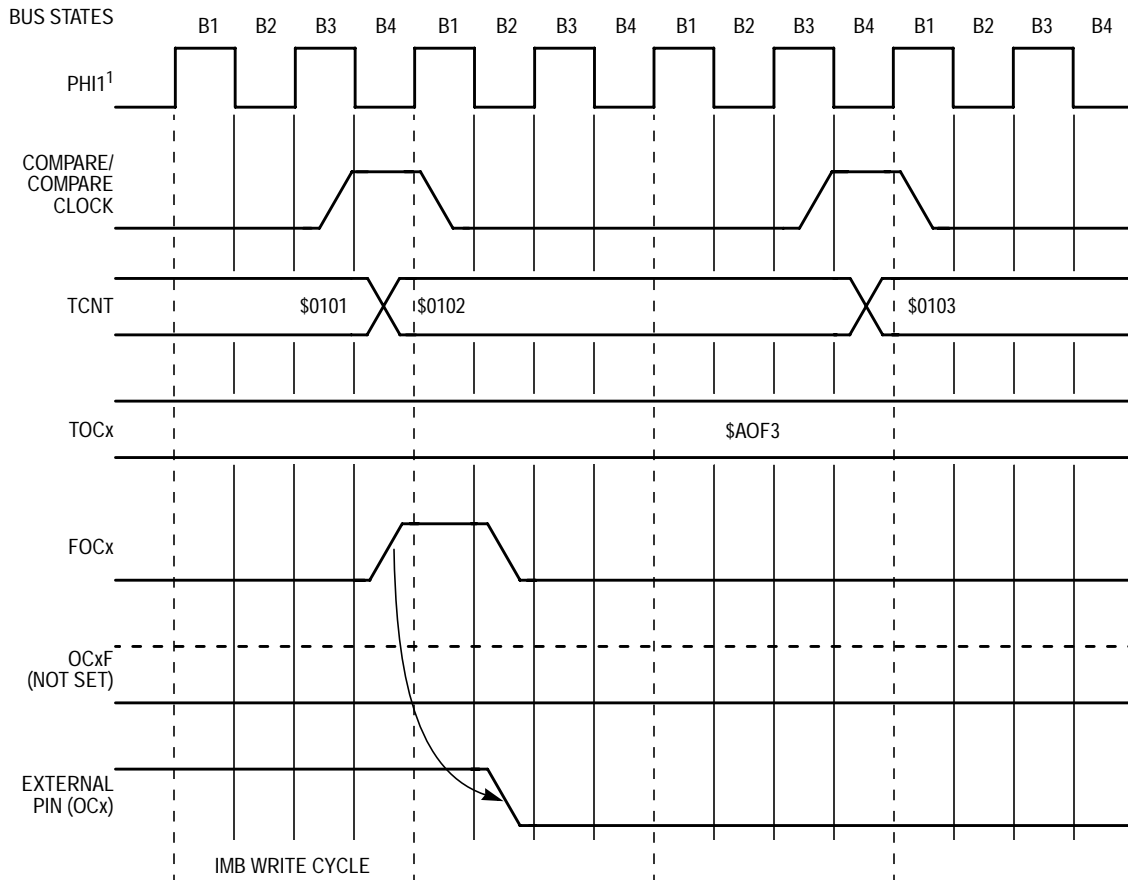 BUS STATES
B1 B2 B3 B4 B1 B2 B3 B4 B1 B2 B3 B4 B1 B2 B3 B4
PHI1¹
COMPARE/
COMPARE
CLOCK
TCNT
$0101 $0102 $0103
TOCx
$AOF3
FOCx
OCxF
(NOT SET)
EXTERNAL
PIN (OCx)
IMB WRITE CYCLE